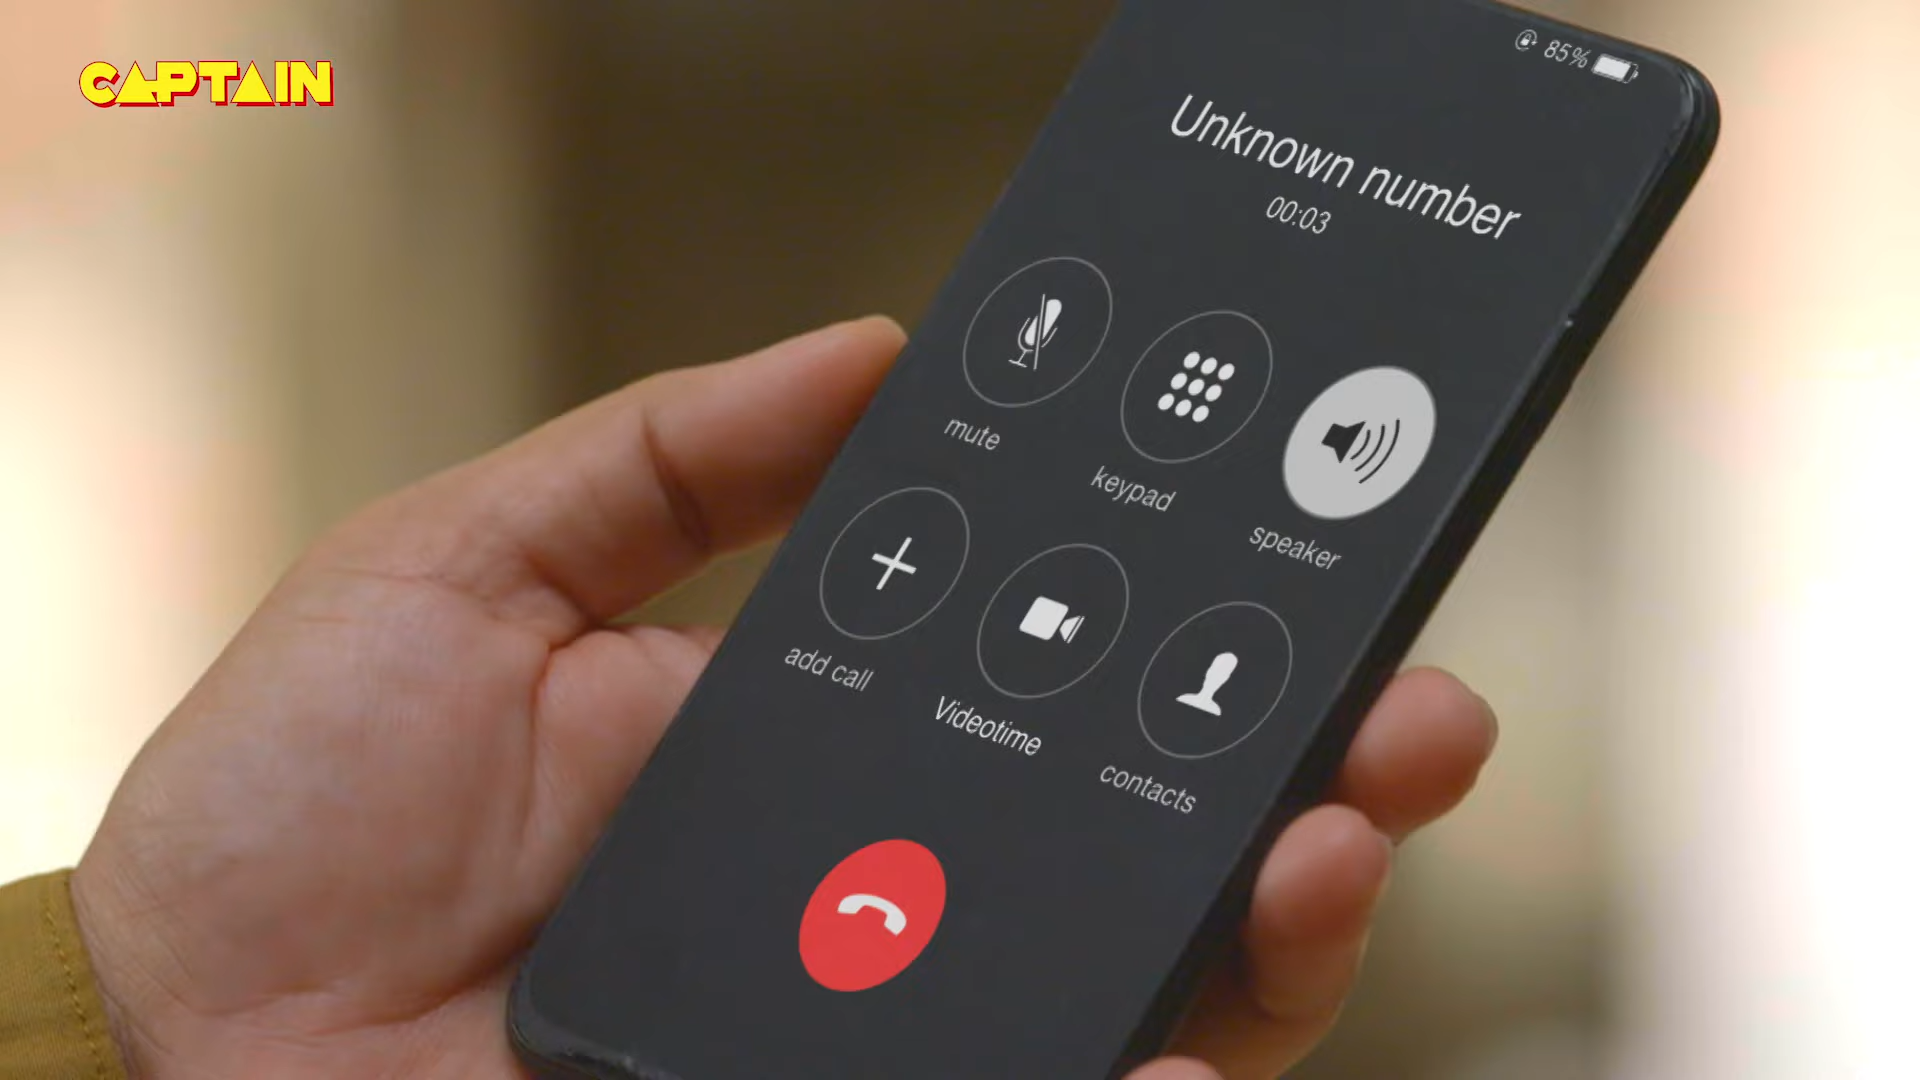 CAPTAIN
85%
Unknown number
00:03
mute
keypad
speaker
add call
Videotime
contacts